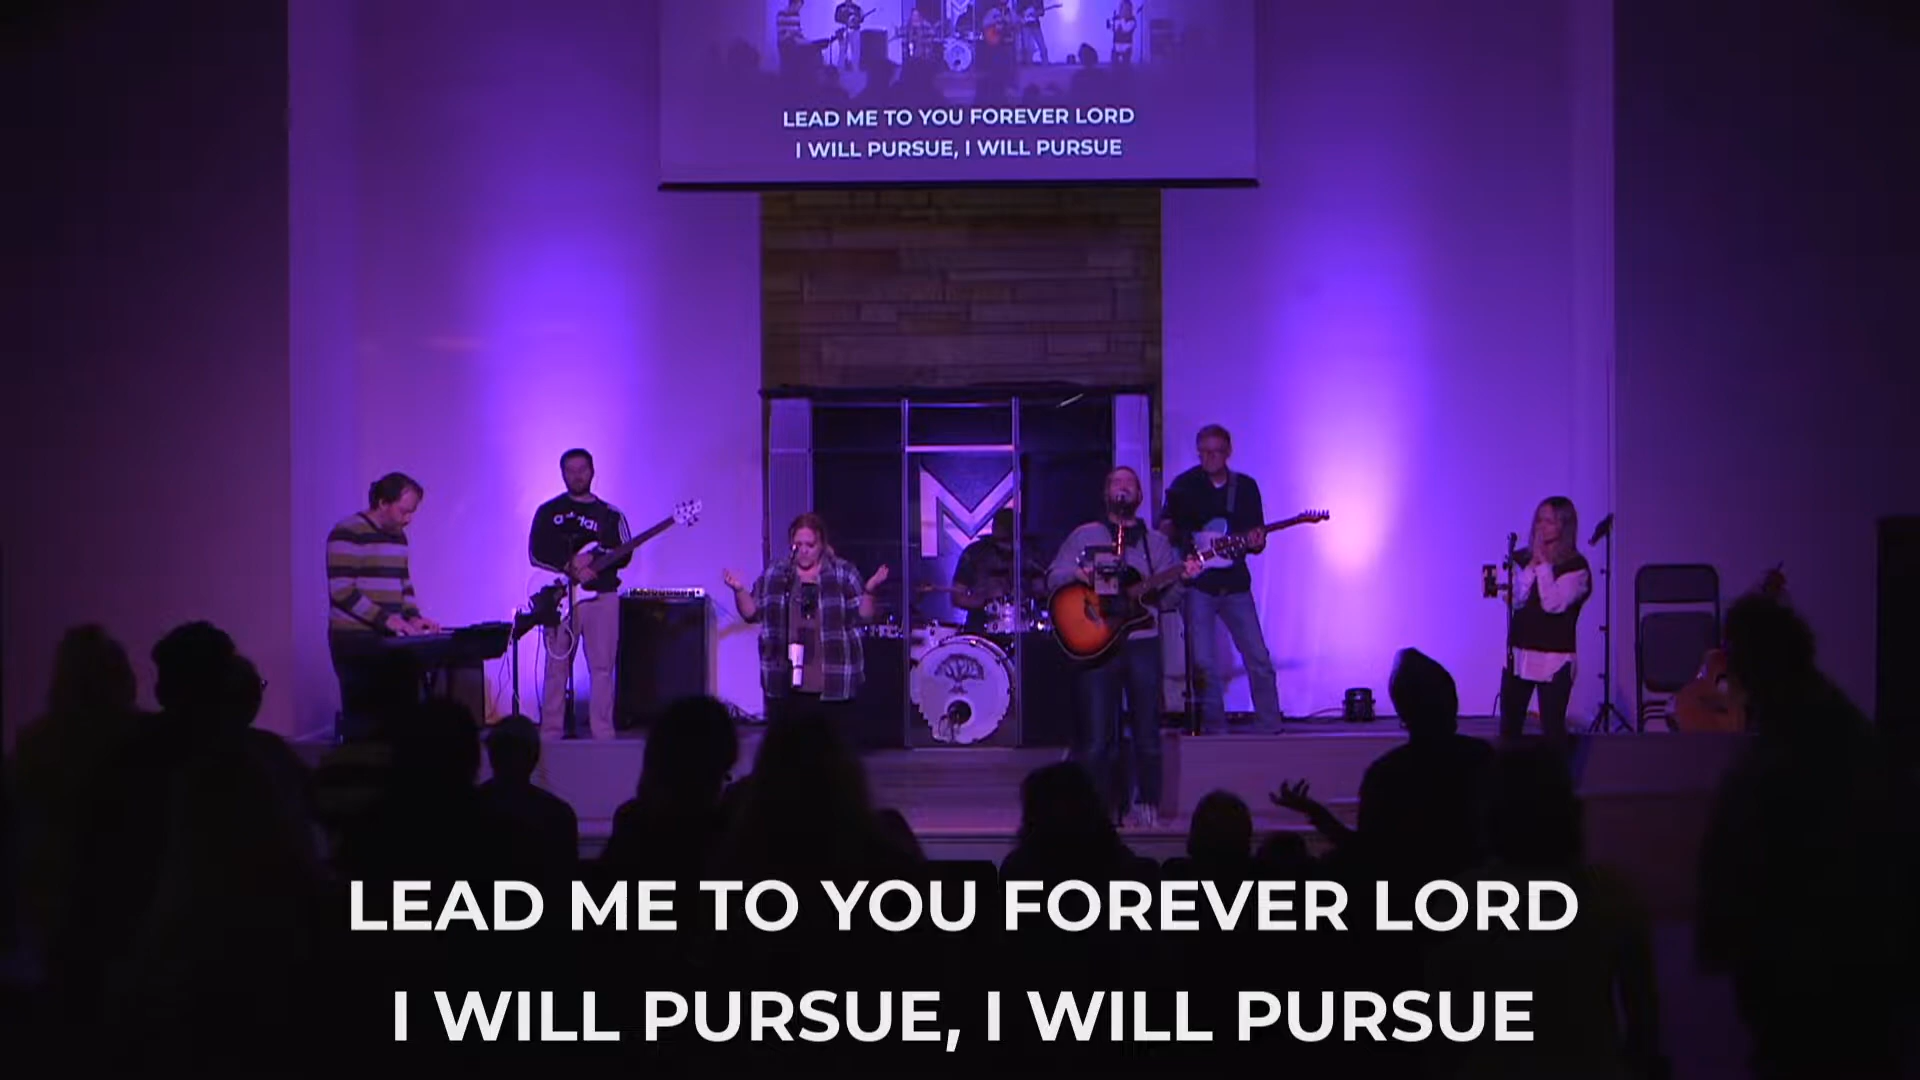 LEAD ME TO YOU FOREVER LORD
I WILL PURSUE, I WILL PURSUE
adidas
M
LEAD ME TO YOU FOREVER LORD
I WILL PURSUE, I WILL PURSUE